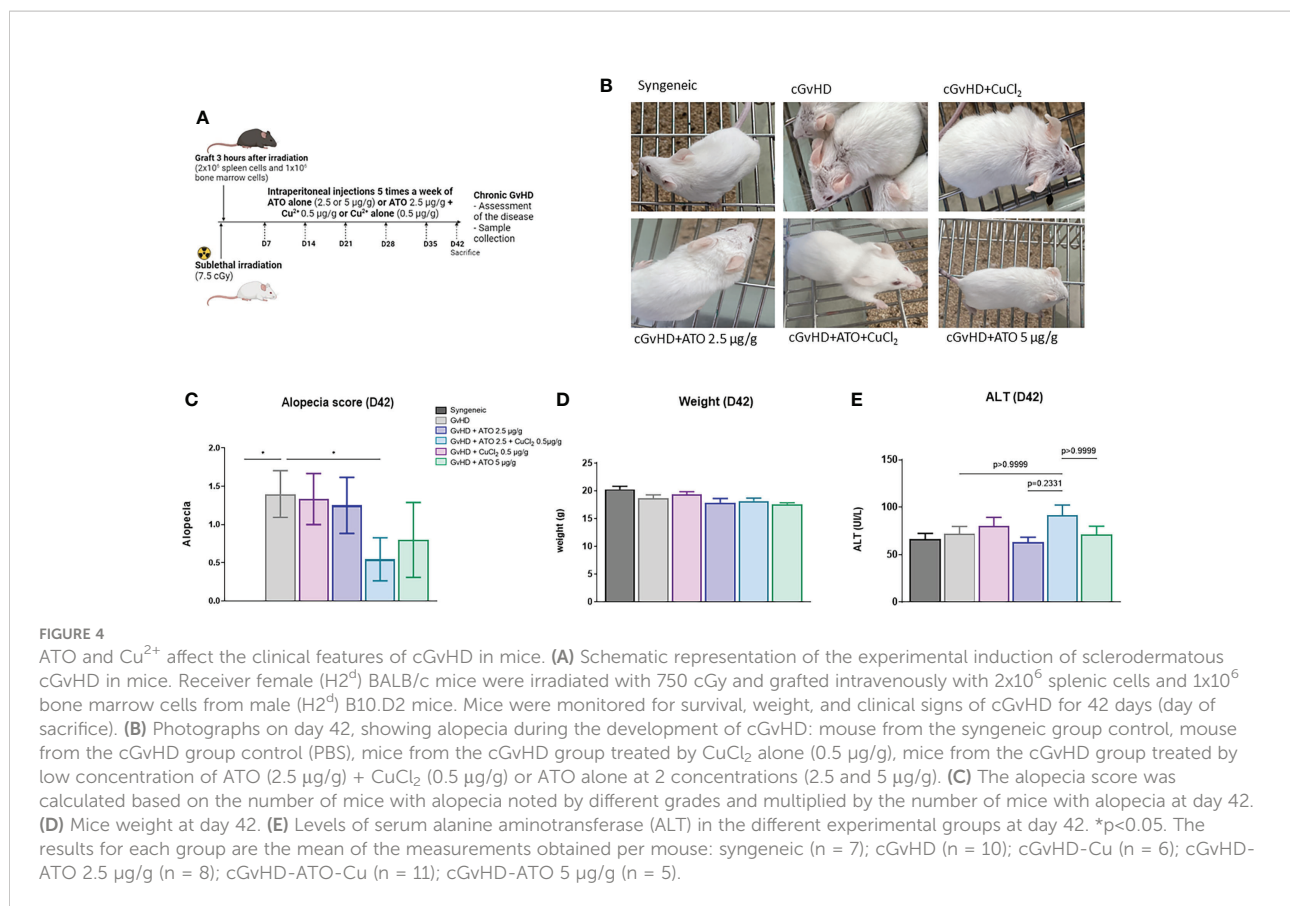 A
Graft 3 hours after irradiation
(2x10⁶ spleen cells and 1x10⁶
bone marrow cells)
Intraperitoneal injections 5 times a week of
ATO alone (2.5 or 5 µg/g) or ATO 2.5 µg/g +
Cu²⁺ 0.5 µg/g or Cu²⁺ alone (0.5 µg/g)
Chronic GvHD
- Assessment
of the disease
- Sample
collection
D7 D14 D21 D28 D35 D42
Sacrifice
Sublethal irradiation
(7.5 cGy)
B
Syngeneic cGvHD cGvHD+CuCl₂
cGvHD+ATO 2.5 µg/g cGvHD+ATO+CuCl₂ cGvHD+ATO 5 µg/g
C
Alopecia score (D42)
Alopecia
2.0
1.5
1.0
0.5
0.0
* *
Syngeneic
GvHD
GvHD + ATO 2.5 µg/g
GvHD + ATO 2.5 + CuCl₂ 0.5µg/g
GvHD + CuCl₂ 0.5 µg/g
GvHD + ATO 5 µg/g
D
Weight (D42)
weight (g)
25
20
15
10
5
0
E
ALT (D42)
ALT (UI/L)
150
100
50
0
p>0.9999
p>0.9999
p=0.2331
FIGURE 4
ATO and Cu²⁺ affect the clinical features of cGvHD in mice. (A) Schematic representation of the experimental induction of sclerodermatous
cGvHD in mice. Receiver female (H2ᵈ) BALB/c mice were irradiated with 750 cGy and grafted intravenously with 2x10⁶ splenic cells and 1x10⁶
bone marrow cells from male (H2ᵈ) B10.D2 mice. Mice were monitored for survival, weight, and clinical signs of cGvHD for 42 days (day of
sacrifice). (B) Photographs on day 42, showing alopecia during the development of cGvHD: mouse from the syngeneic group control, mouse
from the cGvHD group control (PBS), mice from the cGvHD group treated by CuCl₂ alone (0.5 µg/g), mice from the cGvHD group treated by
low concentration of ATO (2.5 µg/g) + CuCl₂ (0.5 µg/g) or ATO alone at 2 concentrations (2.5 and 5 µg/g). (C) The alopecia score was
calculated based on the number of mice with alopecia noted by different grades and multiplied by the number of mice with alopecia at day 42.
(D) Mice weight at day 42. (E) Levels of serum alanine aminotransferase (ALT) in the different experimental groups at day 42. *p<0.05. The
results for each group are the mean of the measurements obtained per mouse: syngeneic (n = 7); cGvHD (n = 10); cGvHD-Cu (n = 6); cGvHD-
ATO 2.5 µg/g (n = 8); cGvHD-ATO-Cu (n = 11); cGvHD-ATO 5 µg/g (n = 5).